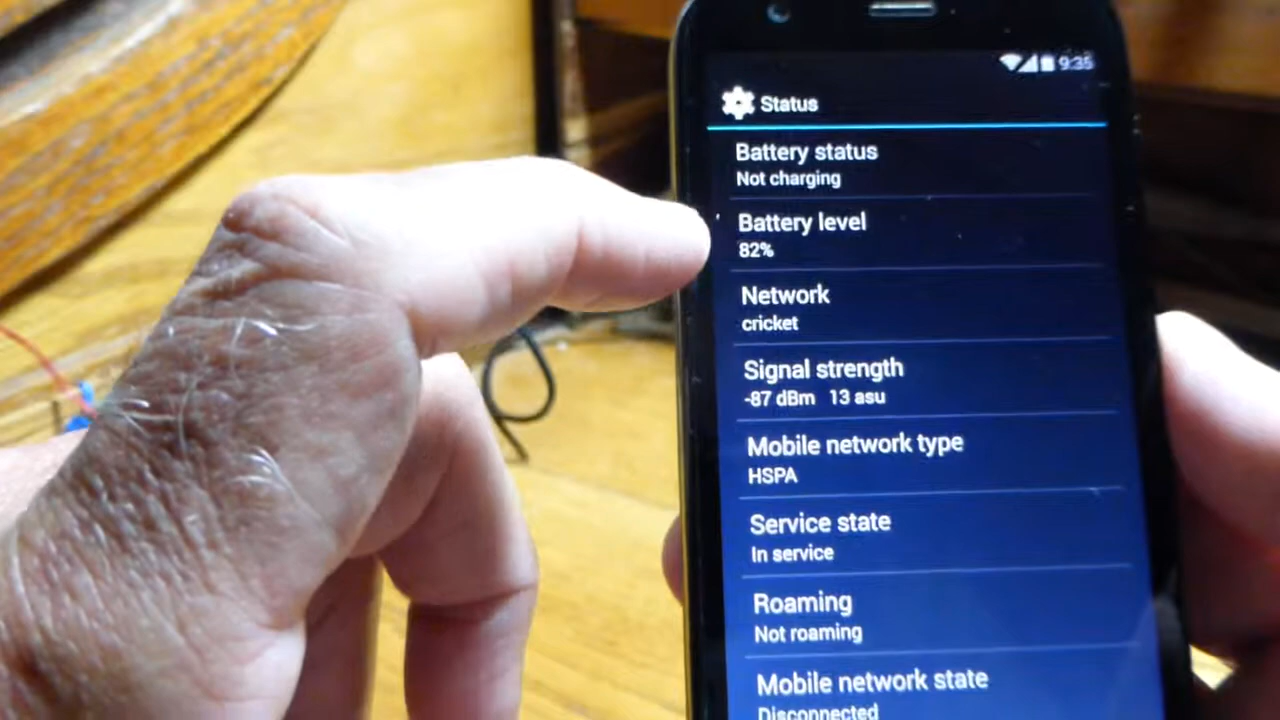 9:35
Status
Battery status
Not charging
Battery level
82%
Network
cricket
Signal strength
-87 dBm 13 asu
Mobile network type
HSPA
Service state
In service
Roaming
Not roaming
Mobile network state
Disconnected